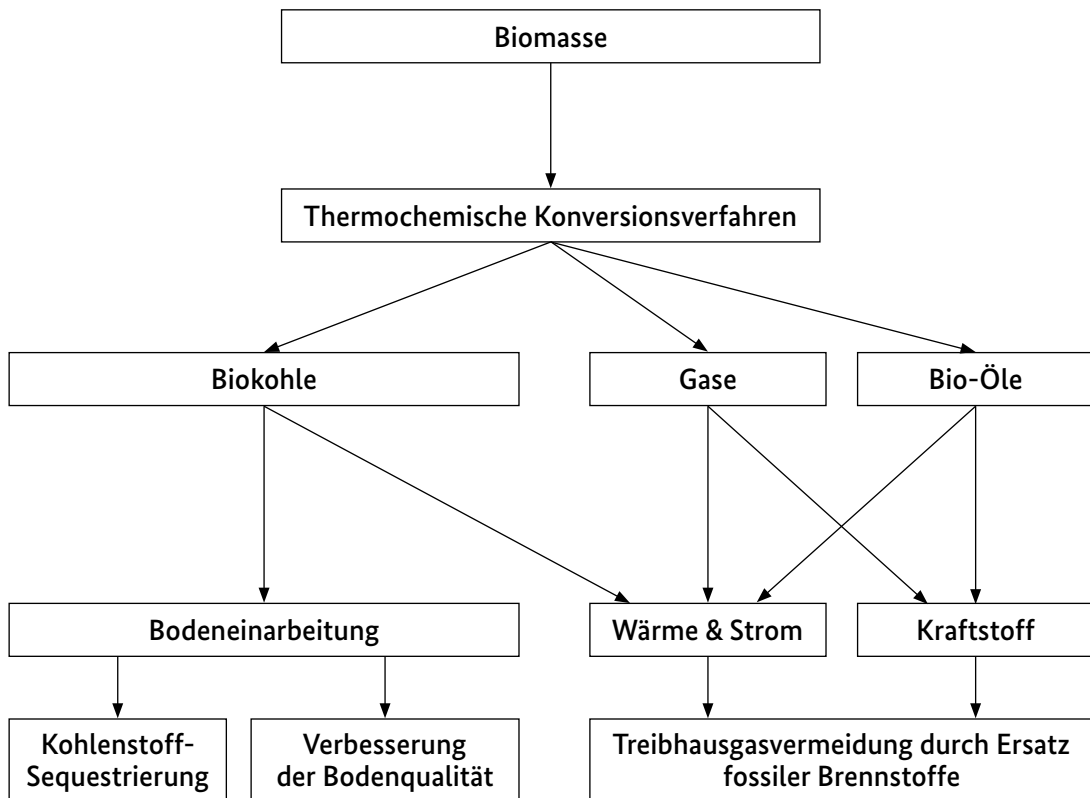 Biomasse
Thermochemische Konversionsverfahren
Biokohle
Gase
Bio-Öle
Bodeneinarbeitung
Wärme & Strom
Kraftstoff
Kohlenstoff-
Sequestrierung
Verbesserung
der Bodenqualität
Treibhausgasvermeidung durch Ersatz
fossiler Brennstoffe